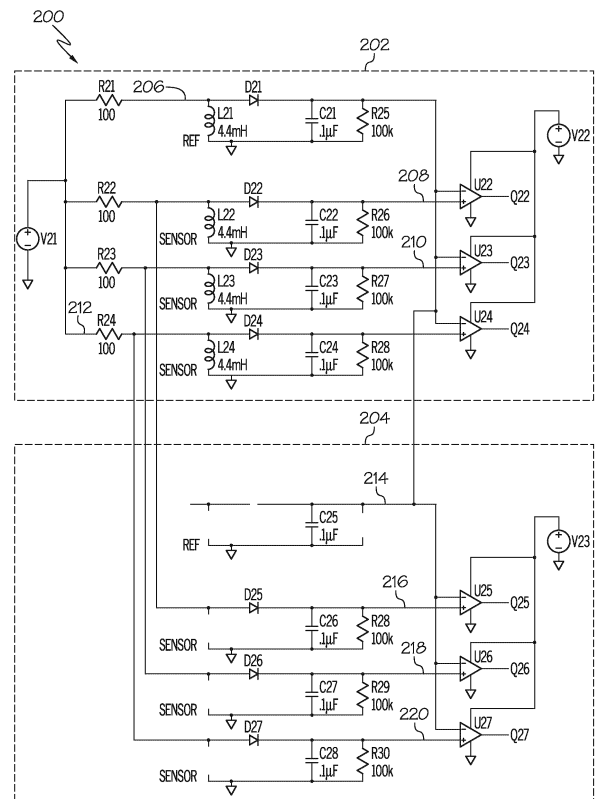 200
202
R21
100
206
D21
L21
4.4mH
REF
C21
.1µF
R25
100k
+
−
V22
R22
100
D22
208
U22
−
+
Q22
L22
4.4mH
SENSOR
C22
.1µF
R26
100k
+
−
V21
R23
100
D23
210
U23
−
+
Q23
L23
4.4mH
SENSOR
C23
.1µF
R27
100k
212
R24
100
D24
U24
−
+
Q24
L24
4.4mH
SENSOR
C24
.1µF
R28
100k
204
214
REF
C25
.1µF
+
−
V23
D25
216
U25
−
+
Q25
SENSOR
C26
.1µF
R28
100k
D26
218
U26
−
+
Q26
SENSOR
C27
.1µF
R29
100k
D27
220
U27
−
+
Q27
SENSOR
C28
.1µF
R30
100k